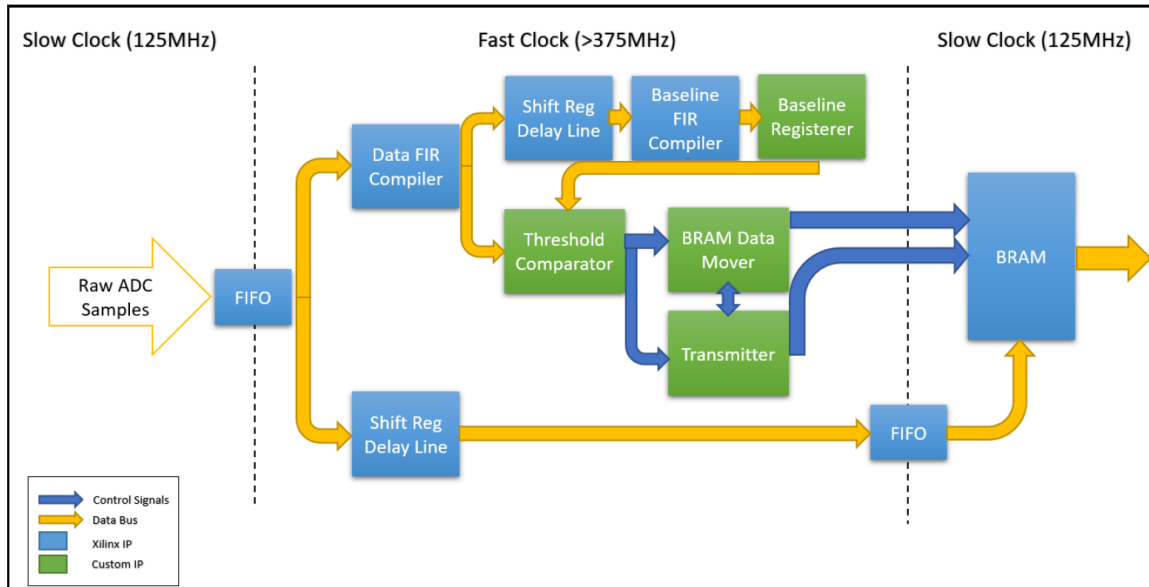 Slow Clock (125MHz)
Fast Clock (>375MHz)
Slow Clock (125MHz)
Shift Reg
Delay Line
Baseline
FIR
Compiler
Baseline
Registerer
Data FIR
Compiler
Threshold
Comparator
BRAM Data
Mover
BRAM
Raw ADC
Samples
FIFO
Transmitter
Shift Reg
Delay Line
FIFO
Control Signals
Data Bus
Xilinx IP
Custom IP